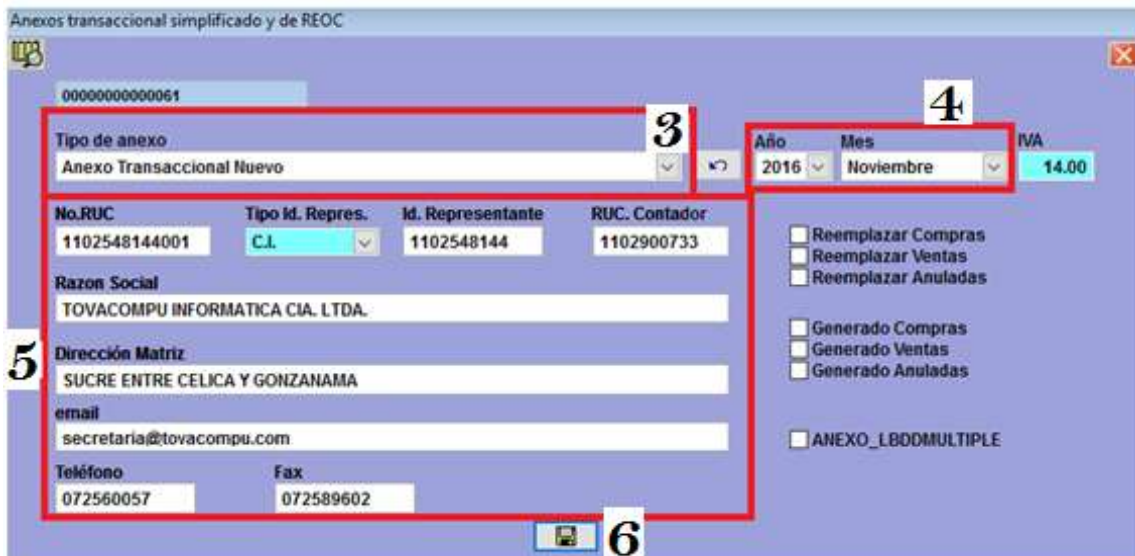 Anexos transaccional simplificado y de REOC
00000000000061
3
4
Tipo de anexo
Año Mes IVA
Anexo Transaccional Nuevo
2016 Noviembre 14.00
No.RUC Tipo Id. Repres. Id. Representante RUC. Contador
1102548144001 C.I. 1102548144 1102900733
Reemplazar Compras
Reemplazar Ventas
Reemplazar Anuladas
Razon Social
TOVACOMPU INFORMATICA CIA. LTDA.
Generado Compras
Generado Ventas
Generado Anuladas
5
Dirección Matriz
SUCRE ENTRE CELICA Y GONZANAMA
email
secretaria@tovacompu.com
ANEXO_LBDDMULTIPLE
Teléfono Fax
072560057 072589602
6